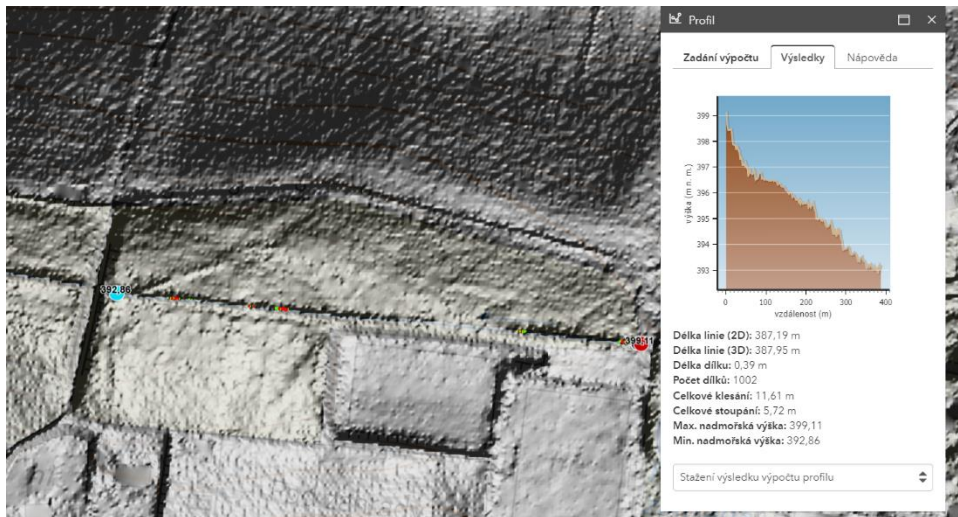 Profil
Zadání výpočtu Výsledky Nápověda
399
398
397
396
395
394
393
výška (m n. m.)
0 100 200 300 400
vzdálenost (m)
392,86
399,11
Délka linie (2D): 387,19 m
Délka linie (3D): 387,95 m
Délka dílku: 0,39 m
Počet dílků: 1002
Celkové klesání: 11,61 m
Celkové stoupání: 5,72 m
Max. nadmořská výška: 399,11
Min. nadmořská výška: 392,86
Stažení výsledku výpočtu profilu